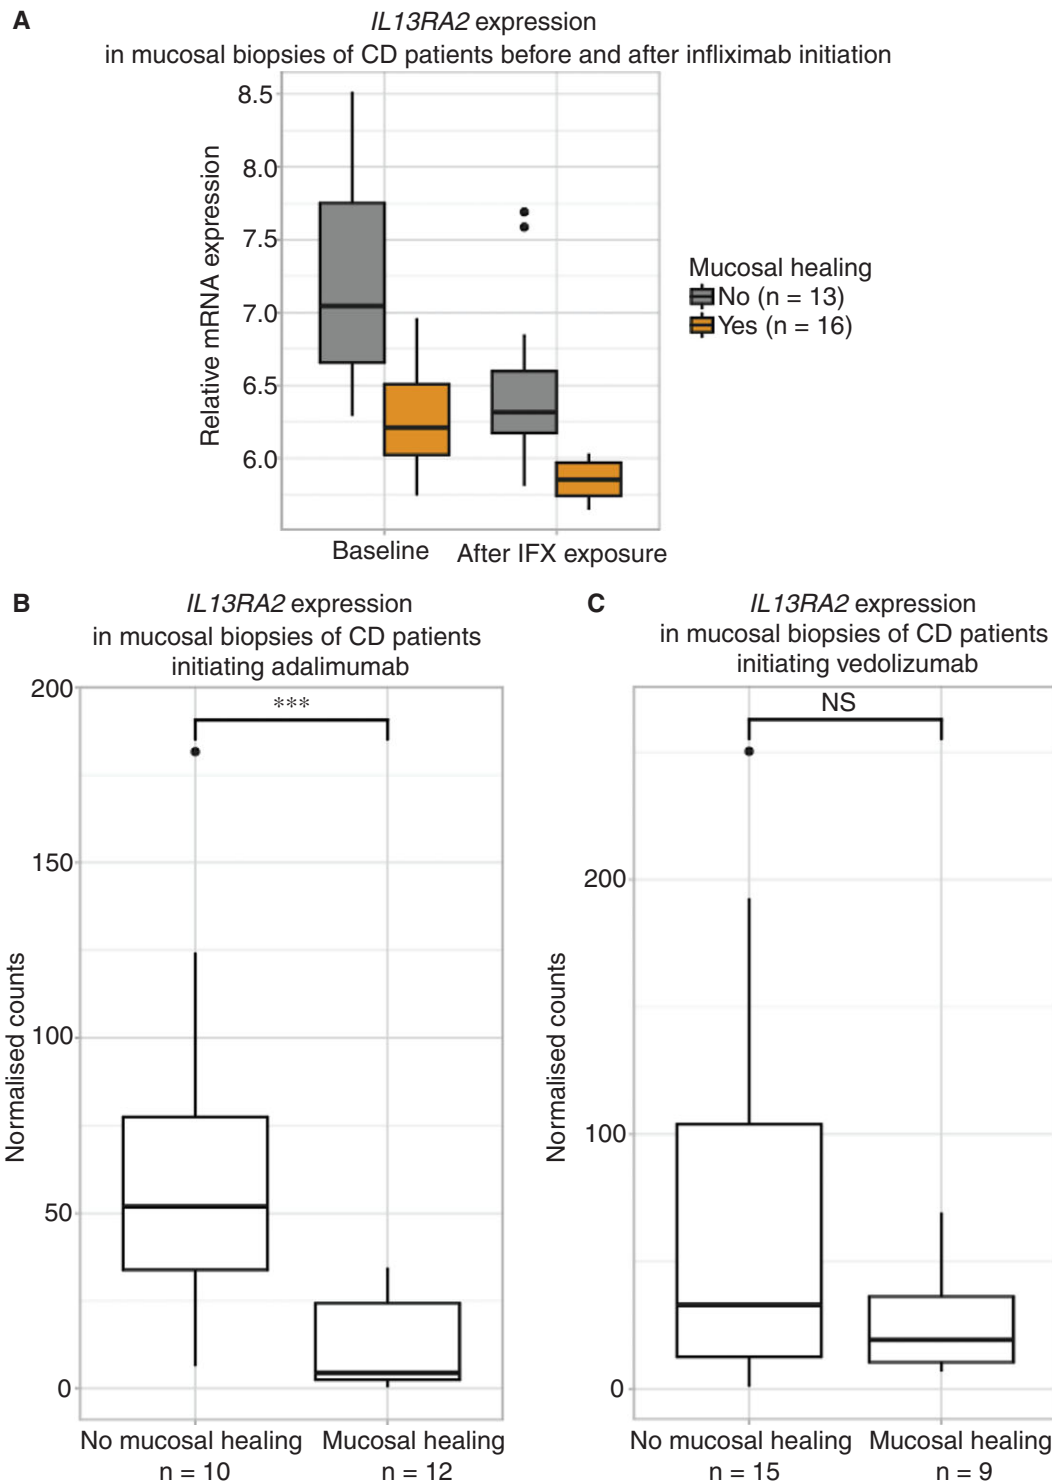 A
IL13RA2 expression
in mucosal biopsies of CD patients before and after infliximab initiation
Relative mRNA expression
8.5
8.0
7.5
7.0
6.5
6.0
Baseline
After IFX exposure
Mucosal healing
No (n = 13)
Yes (n = 16)
B
IL13RA2 expression
in mucosal biopsies of CD patients
initiating adalimumab
***
Normalised counts
200
150
100
50
0
No mucosal healing
n = 10
Mucosal healing
n = 12
C
IL13RA2 expression
in mucosal biopsies of CD patients
initiating vedolizumab
NS
Normalised counts
200
100
0
No mucosal healing
n = 15
Mucosal healing
n = 9